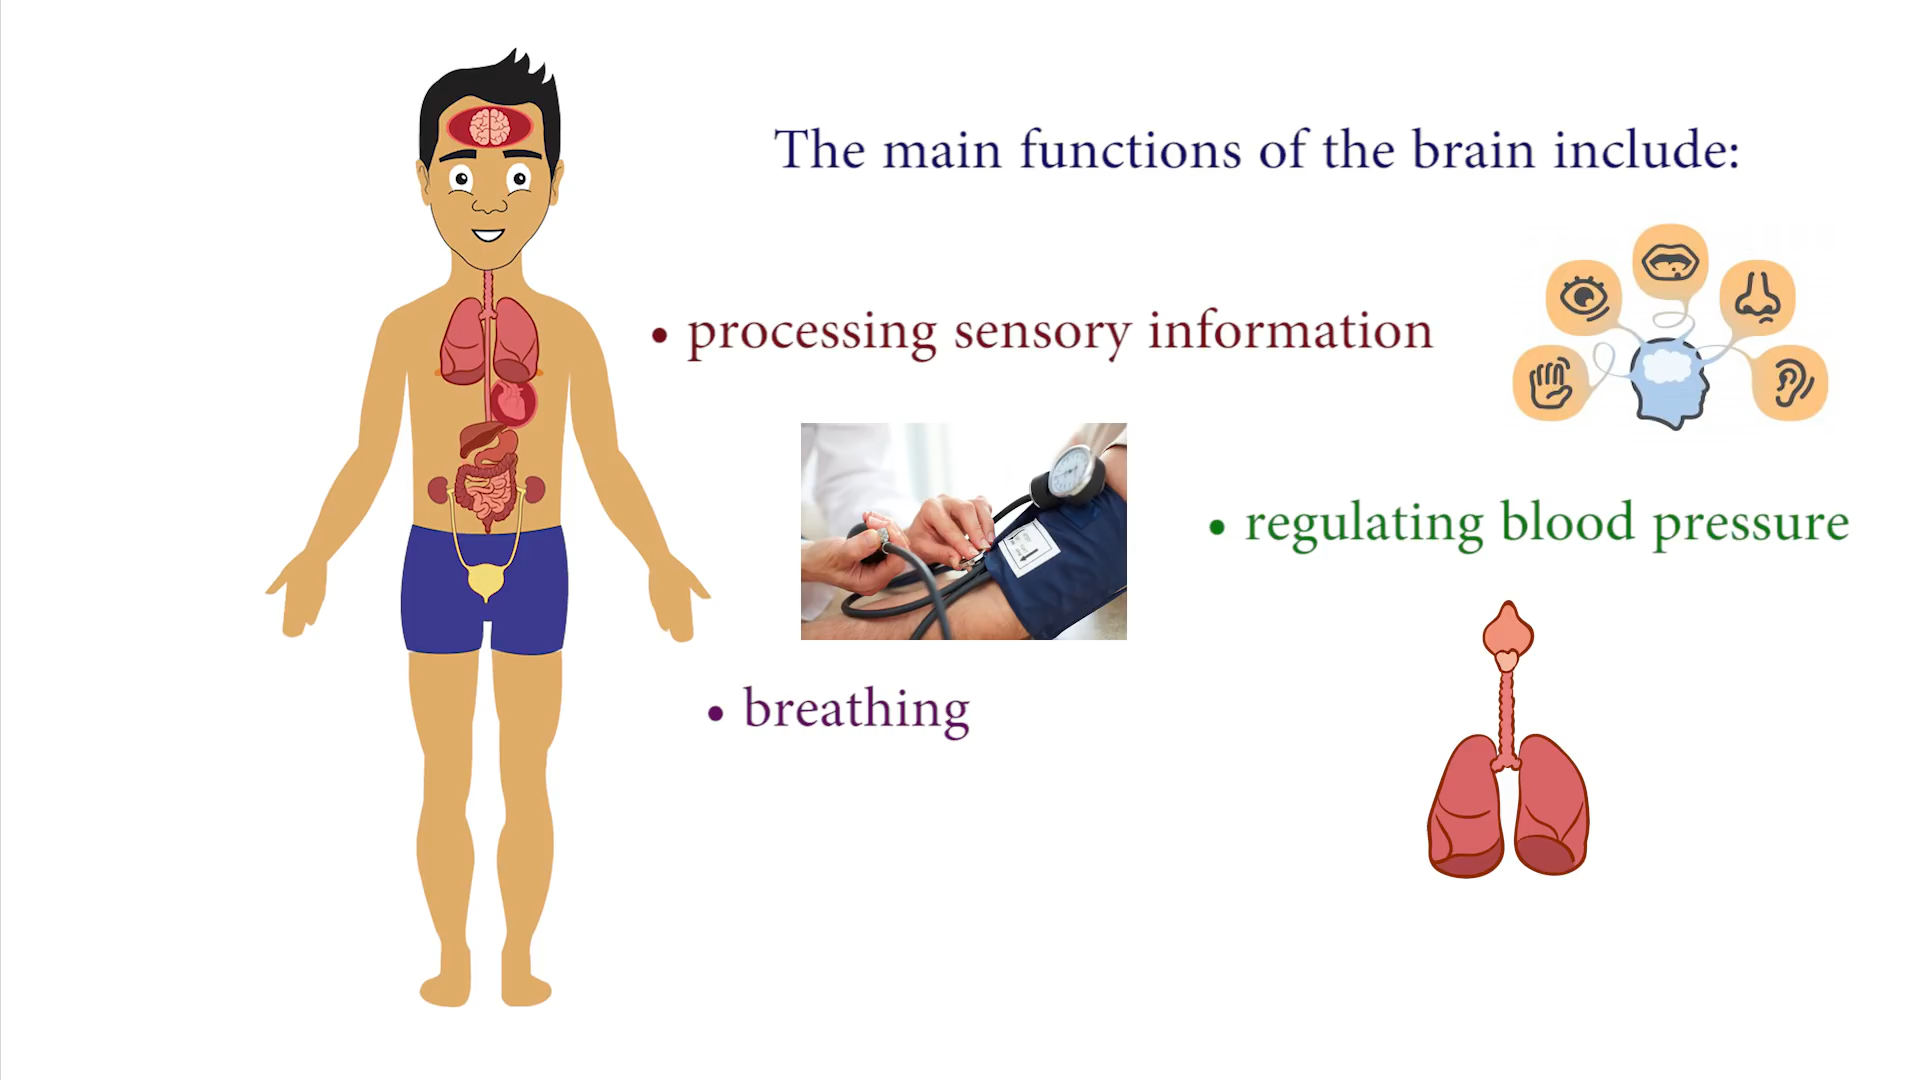 The main functions of the brain include:
• processing sensory information
• regulating blood pressure
• breathing